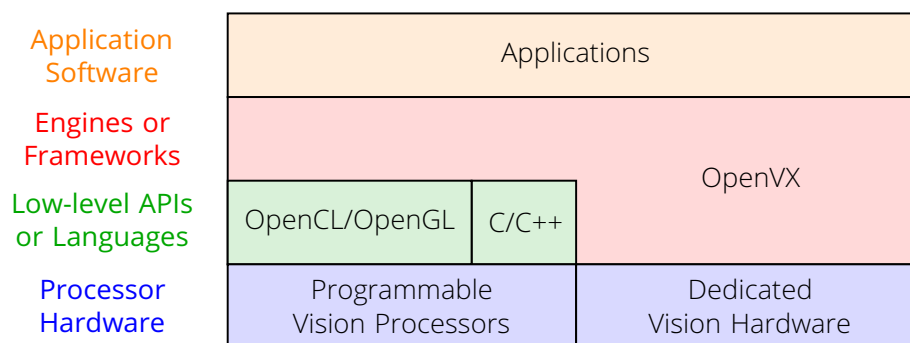 Application
Software
Applications
Engines or
Frameworks
OpenVX
Low-level APIs
or Languages
OpenCL/OpenGL
C/C++
Processor
Hardware
Programmable
Vision Processors
Dedicated
Vision Hardware